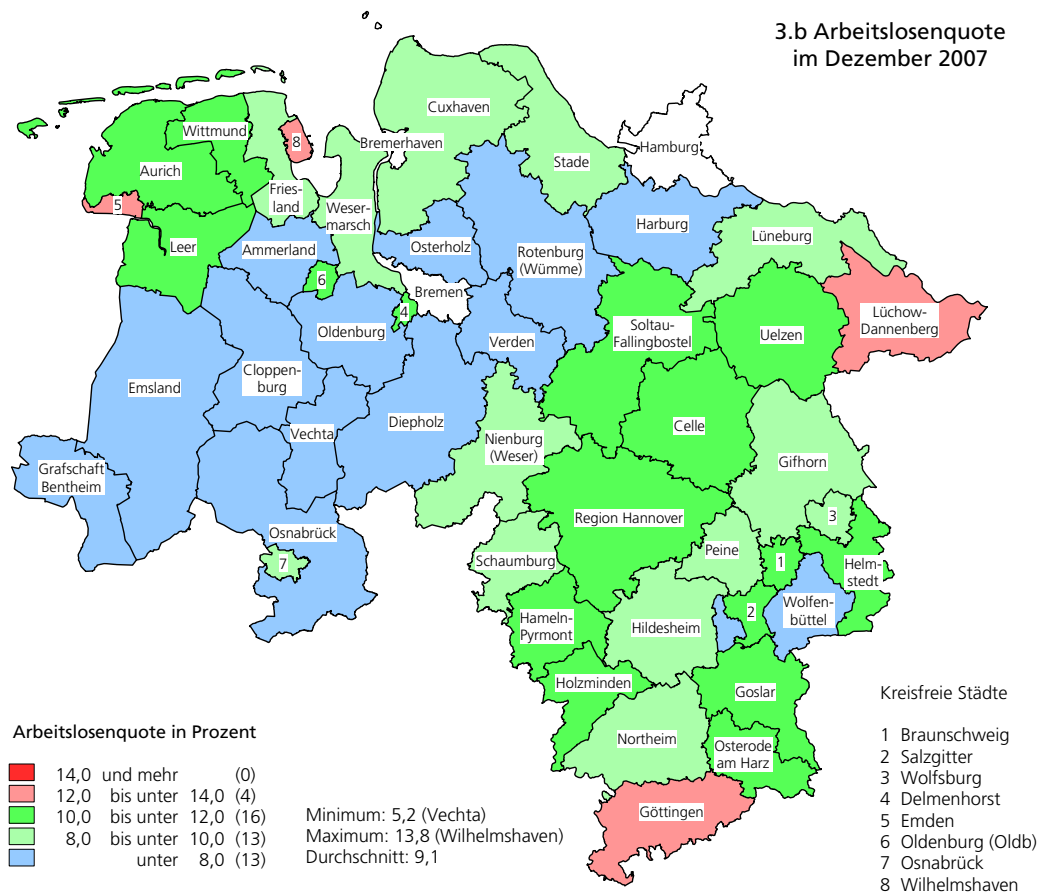 3.b Arbeitslosenquote
im Dezember 2007
Cuxhaven
Wittmund
8
Bremerhaven
Hamburg
Stade
Aurich
Fries-
land
5
Weser-
marsch
Harburg
Lüneburg
Leer
Ammerland
Osterholz
Rotenburg
(Wümme)
6
Bremen
4
Lüchow-
Dannenberg
Oldenburg
Soltau-
Fallingbostel
Uelzen
Verden
Emsland
Cloppen-
burg
Diepholz
Celle
Vechta
Nienburg
(Weser)
Gifhorn
Grafschaft
Bentheim
Region Hannover
3
Osnabrück
Peine
7
Schaumburg
1
Helm-
stedt
Wolfen-
büttel
2
Hameln-
Pyrmont
Hildesheim
Holzminden
Goslar
Northeim
Osterode
am Harz
Göttingen
Arbeitslosenquote in Prozent
14,0 und mehr (0)
12,0 bis unter 14,0 (4)
10,0 bis unter 12,0 (16)
8,0 bis unter 10,0 (13)
unter 8,0 (13)
Minimum: 5,2 (Vechta)
Maximum: 13,8 (Wilhelmshaven)
Durchschnitt: 9,1
Kreisfreie Städte
1 Braunschweig
2 Salzgitter
3 Wolfsburg
4 Delmenhorst
5 Emden
6 Oldenburg (Oldb)
7 Osnabrück
8 Wilhelmshaven